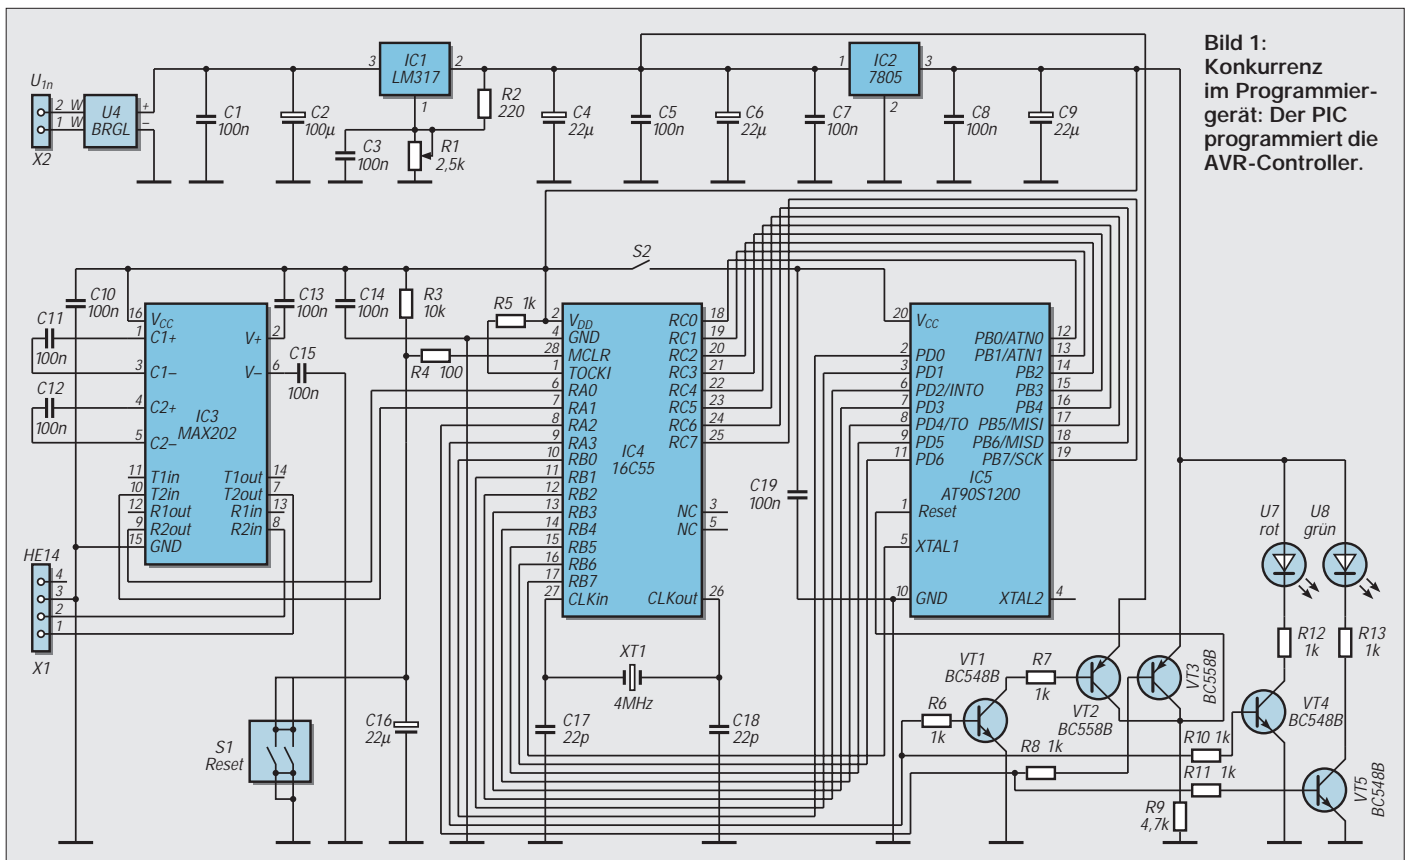 Bild 1:
Konkurrenz
im Programmier-
gerät: Der PIC
programmiert die
AVR-Controller.
U1n
2 W
1 W
X2
U4
BRGL
+
–
C1
100n
C2
100µ
3
IC1
LM317
2
1
C3
100n
R1
2,5k
R2
220
C4
22µ
C5
100n
C6
22µ
C7
100n
1
IC2
7805
3
2
C8
100n
C9
22µ
S2
C10
100n
C11
100n
C12
100n
C13
100n
C14
100n
C15
100n
R3
10k
R4 100
R5 1k
16 VCC
1 C1+
3 C1–
4 C2+
5 C2–
11 T1in
10 T2in
12 R1out
9 R2out
15 GND
V+ 2
V– 6
T1out 14
T2out 7
R1in 13
R2in 8
IC3
MAX202
HE14
4
3
2
1
X1
2 VDD
4 GND
28 MCLR
1 TOCKI
6 RA0
7 RA1
8 RA2
9 RA3
10 RB0
11 RB1
12 RB2
13 RB3
14 RB4
15 RB5
16 RB6
17 RB7
27 CLKin
RC0 18
RC1 19
RC2 20
RC3 21
RC4 22
RC5 23
RC6 24
RC7 25
NC 3
NC 5
CLKout 26
IC4
16C55
20 VCC
2 PD0
3 PD1
6 PD2/INTO
7 PD3
8 PD4/TO
9 PD5
11 PD6
1 Reset
5 XTAL1
10 GND
PB0/ATN0 12
PB1/ATN1 13
PB2 14
PB3 15
PB4 16
PB5/MISI 17
PB6/MISD 18
PB7/SCK 19
XTAL2 4
IC5
AT90S1200
C19
100n
XT1
4MHz
C17
22p
C18
22p
S1
Reset
C16
22µ
U7
rot
U8
grün
R12
1k
R13
1k
VT1
BC548B
R7
1k
R6
1k
VT2
BC558B
VT3
BC558B
VT4
BC548B
R8 1k
R10 1k
R11 1k
VT5
BC548B
R9
4,7k